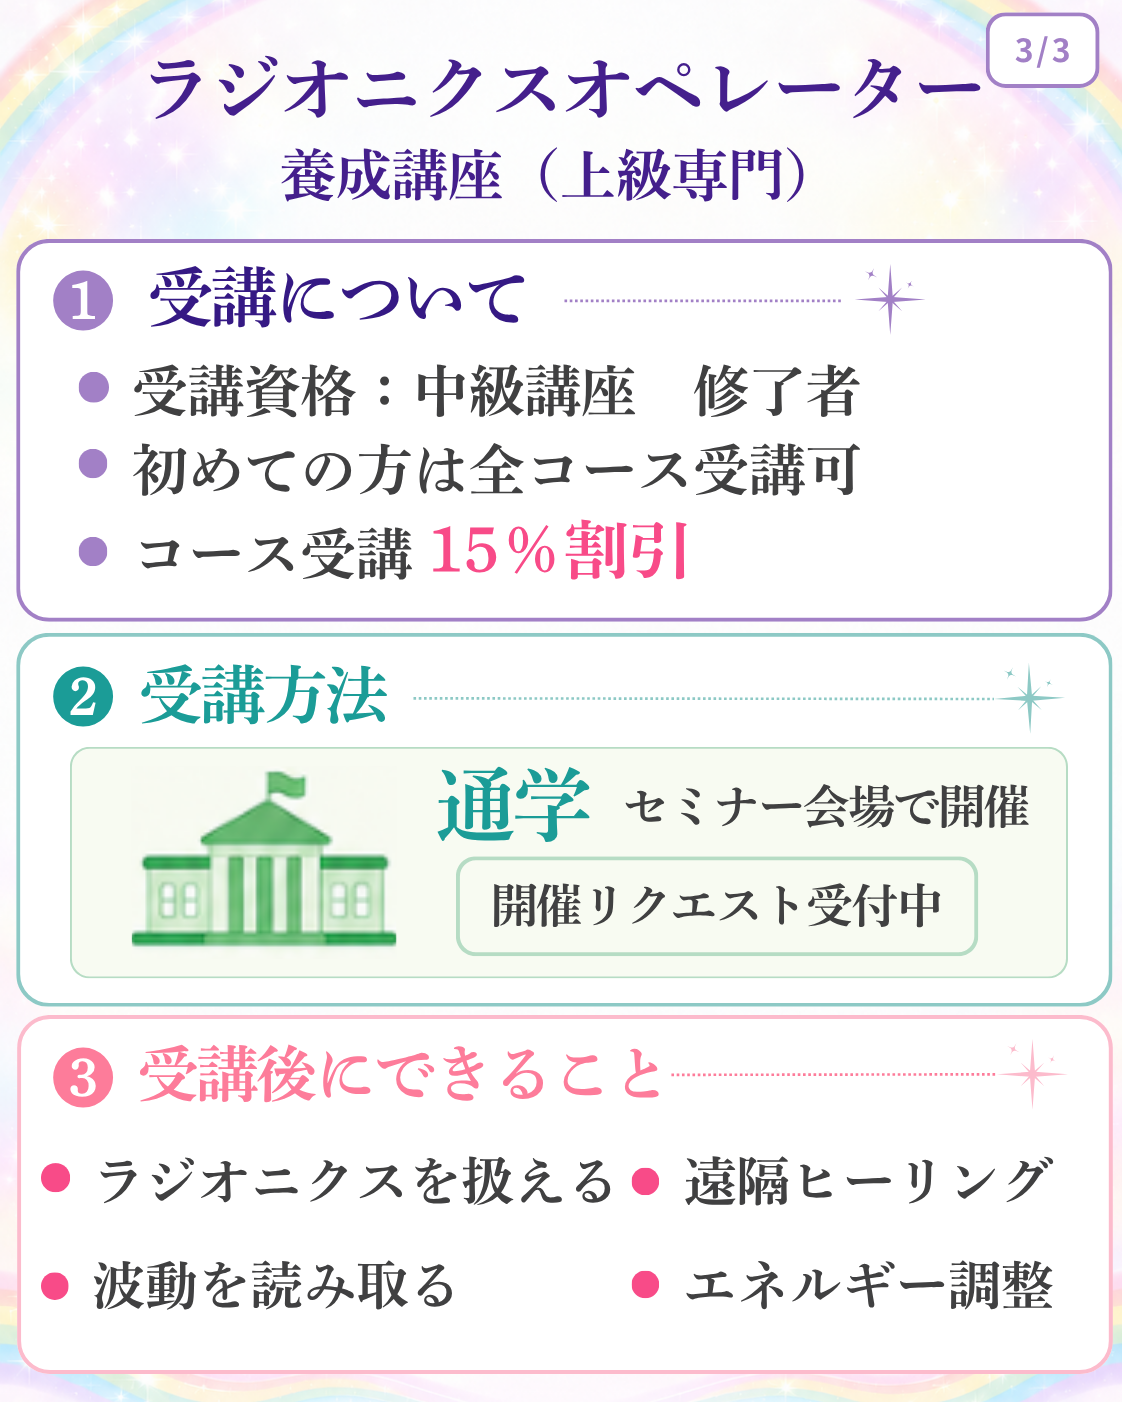 3/3
ラジオニクスオペレーター
養成講座（上級専門）
1 受講について
受講資格：中級講座　修了者
初めての方は全コース受講可
コース受講 15％割引
2 受講方法
通学 セミナー会場で開催
開催リクエスト受付中
3 受講後にできること
ラジオニクスを扱える
遠隔ヒーリング
波動を読み取る
エネルギー調整